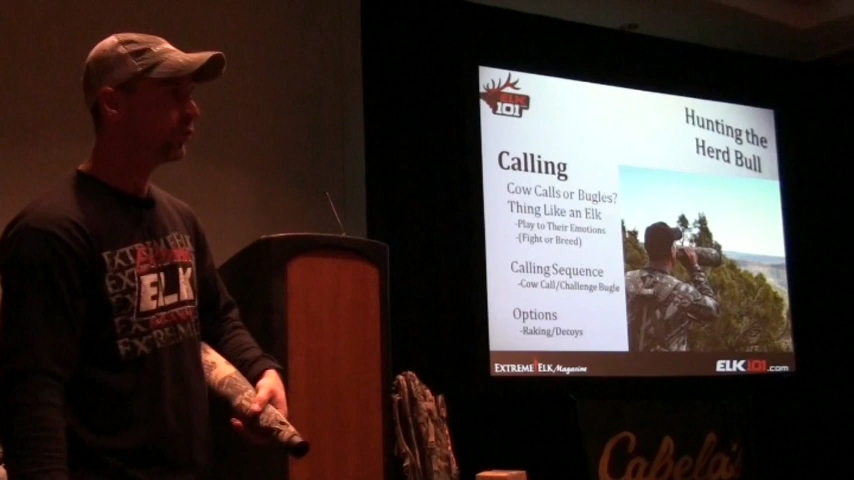 EXTREME
ELK
EXTREME
ELK
101
Hunting the
Herd Bull
Calling
Cow Calls or Bugles?
Thing Like an Elk
-Play to Their Emotions
-(Fight or Breed)
Calling Sequence
-Cow Call/Challenge Bugle
Options
-Raking/Decoys
EXTREME ELK Magazine
ELK101.com
Cabela's